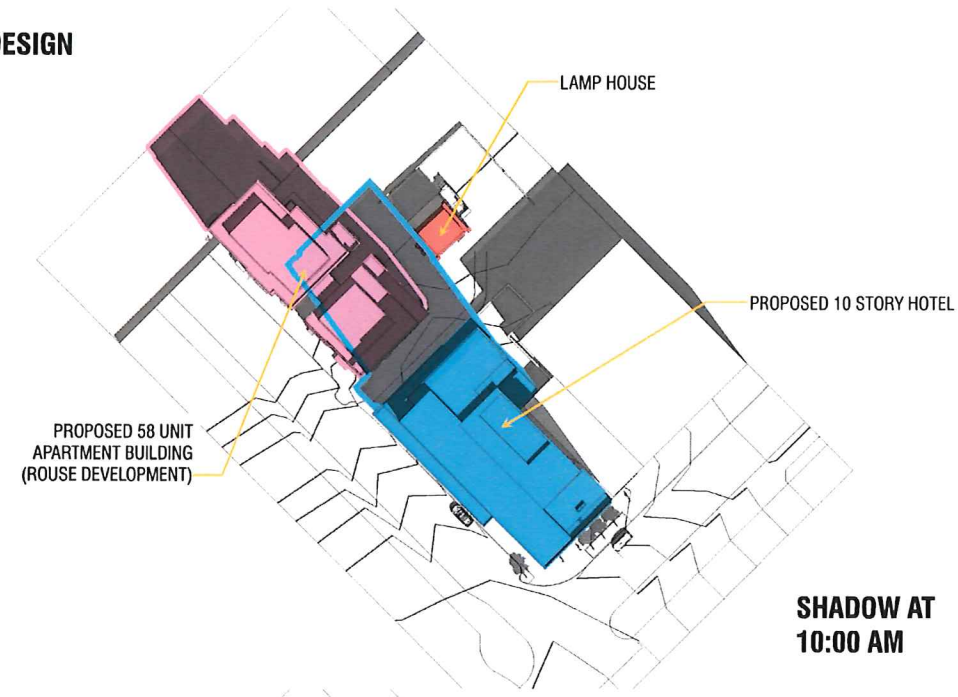 DESIGN
LAMP HOUSE
PROPOSED 10 STORY HOTEL
PROPOSED 58 UNIT
APARTMENT BUILDING
(ROUSE DEVELOPMENT)
SHADOW AT
10:00 AM